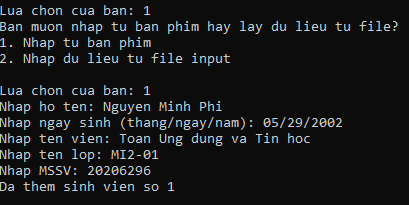 Lua chon cua ban: 1
Ban muon nhap tu ban phim hay lay du lieu tu file?
1. Nhap tu ban phim
2. Nhap du lieu tu file input
Lua chon cua ban: 1
Nhap ho ten: Nguyen Minh Phi
Nhap ngay sinh (thang/ngay/nam): 05/29/2002
Nhap ten vien: Toan Ung dung va Tin hoc
Nhap ten lop: MI2-01
Nhap MSSV: 20206296
Da them sinh vien so 1